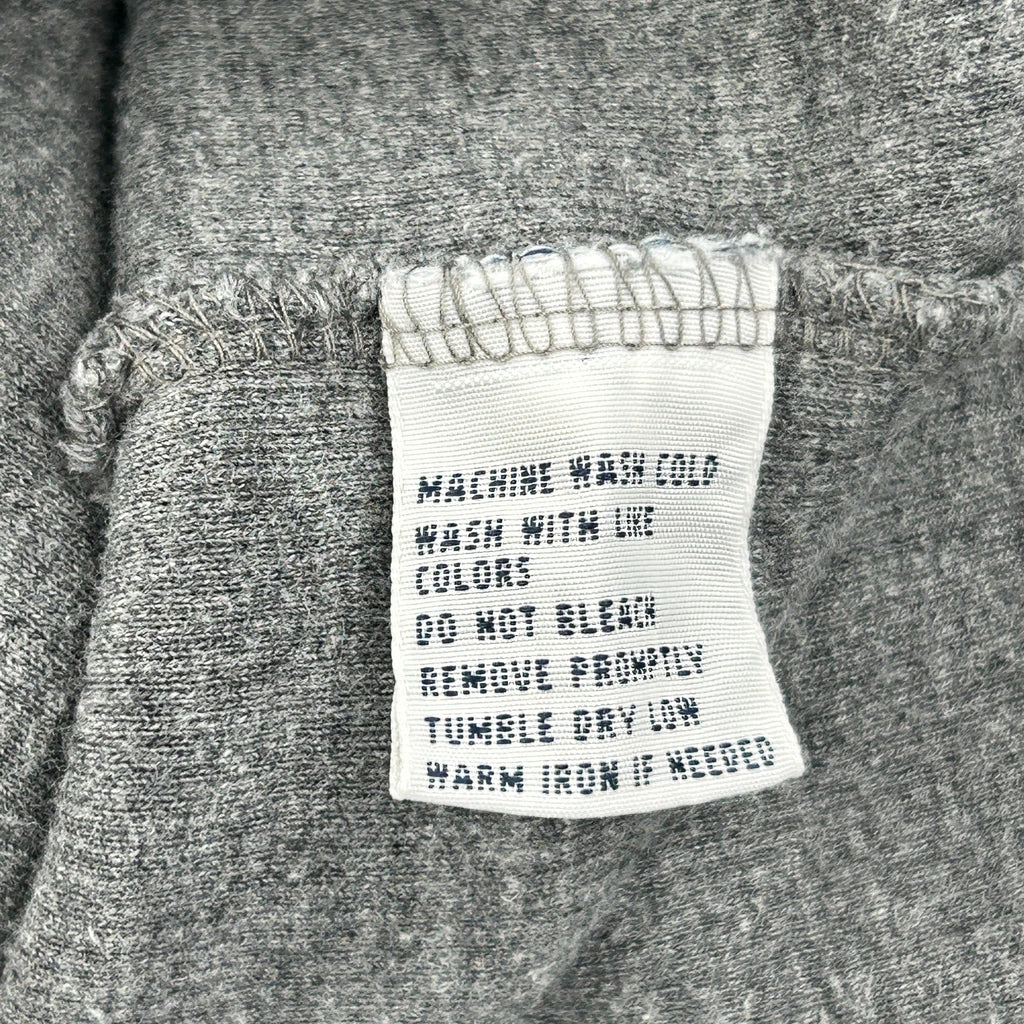 MACHINE WASH COLD
WASH WITH LIKE
COLORS
DO NOT BLEACH
REMOVE PROMPTLY
TUMBLE DRY LOW
WARM IRON IF NEEDED